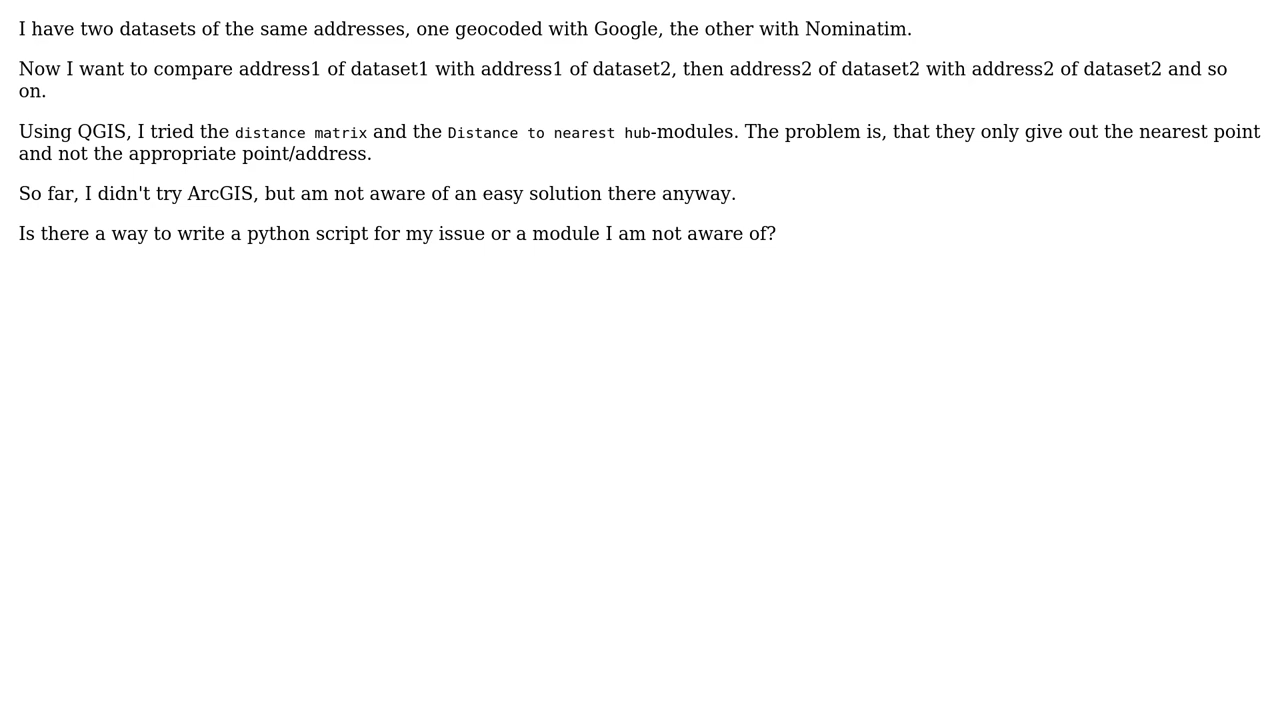 I have two datasets of the same addresses, one geocoded with Google, the other with Nominatim.
Now I want to compare address1 of dataset1 with address1 of dataset2, then address2 of dataset2 with address2 of dataset2 and so
on.
Using QGIS, I tried the distance matrix and the Distance to nearest hub-modules. The problem is, that they only give out the nearest point
and not the appropriate point/address.
So far, I didn't try ArcGIS, but am not aware of an easy solution there anyway.
Is there a way to write a python script for my issue or a module I am not aware of?